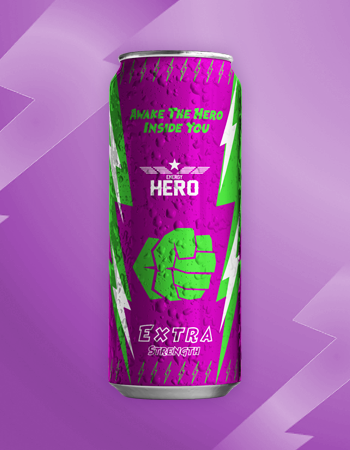 Awake The Hero
Inside You
ENERGY
HERO
Extra
Strength